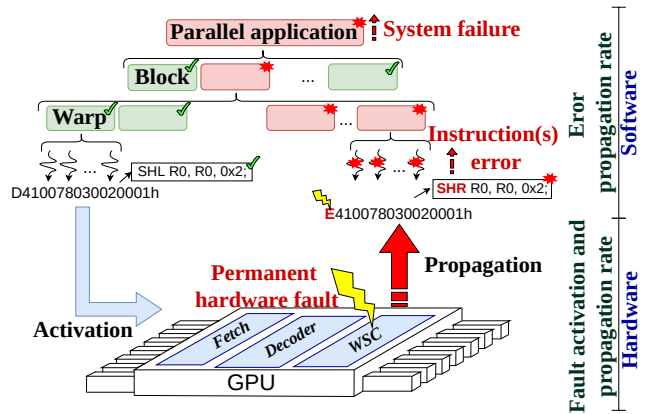 Parallel application
System failure
Block
...
Warp
...
Instruction(s)
error
...
...
SHL R0, R0, 0x2;
SHR R0, R0, 0x2;
D410078030020001h
E410078030020001h
Permanent
hardware fault
Propagation
Activation
Fetch
Decoder
WSC
GPU
Eror
propagation rate
Software
Fault activation and
propagation rate
Hardware